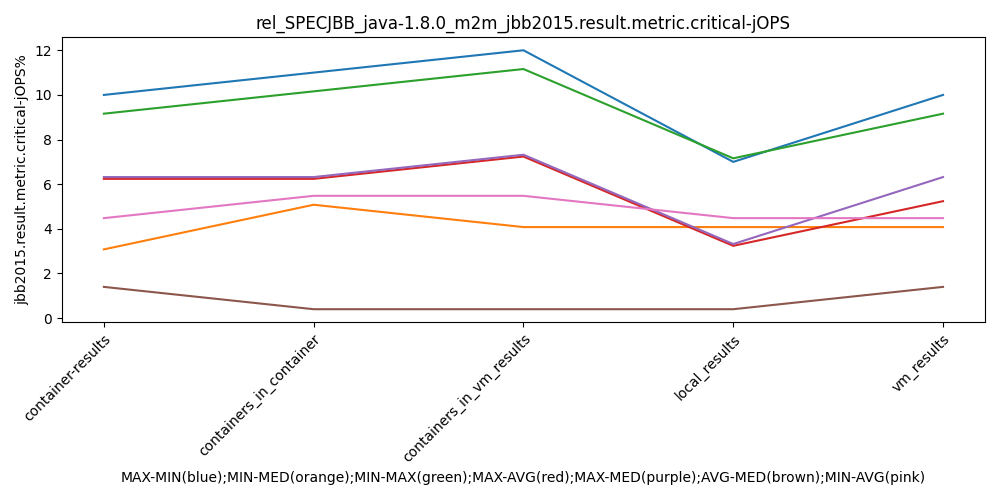 rel_SPECJBB_java-1.8.0_m2m_jbb2015.result.metric.critical-jOPS
jbb2015.result.metric.critical-jOPS%
12
10
8
6
4
2
0
container-results
containers_in_container
containers_in_vm_results
local_results
vm_results
MAX-MIN(blue);MIN-MED(orange);MIN-MAX(green);MAX-AVG(red);MAX-MED(purple);AVG-MED(brown);MIN-AVG(pink)